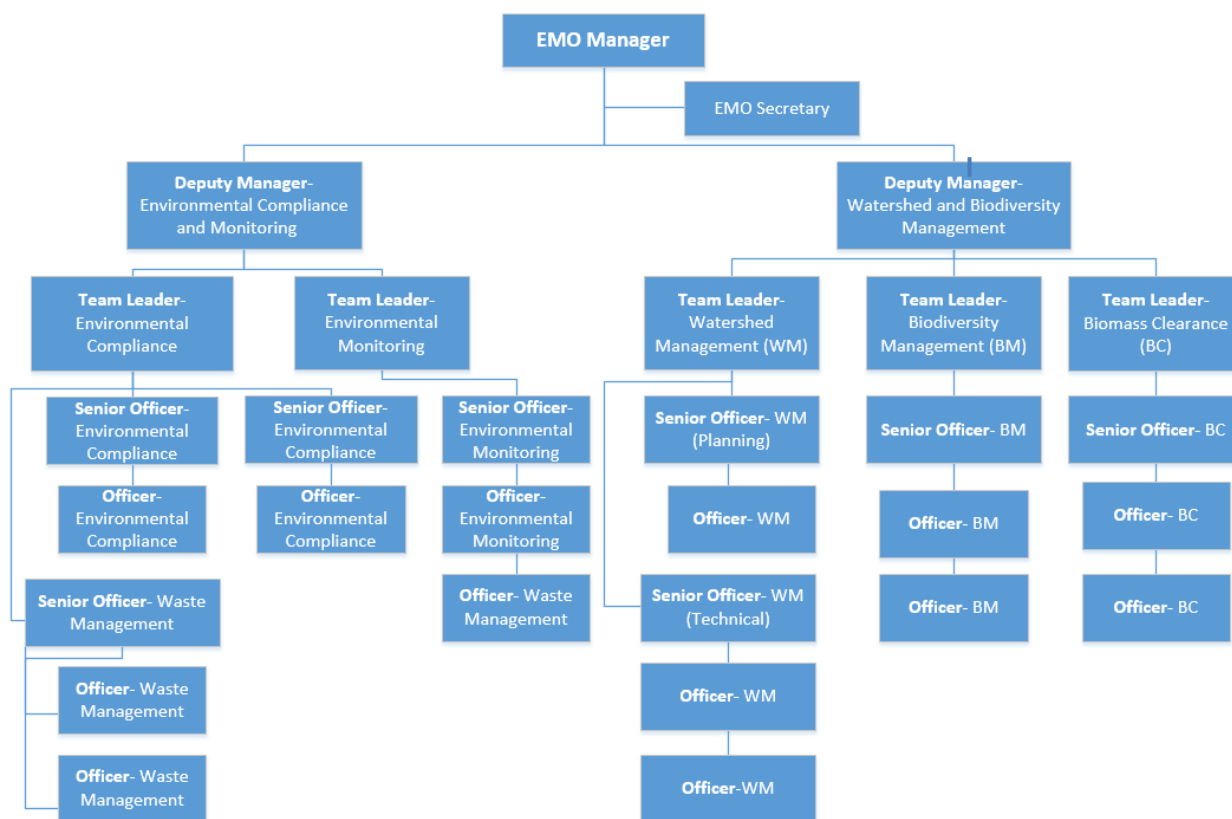 EMO Manager
EMO Secretary
Deputy Manager-
Environmental Compliance
and Monitoring
Deputy Manager-
Watershed and Biodiversity
Management
Team Leader-
Environmental
Compliance
Team Leader-
Environmental
Monitoring
Team Leader-
Watershed
Management (WM)
Team Leader-
Biodiversity
Management (BM)
Team Leader-
Biomass Clearance
(BC)
Senior Officer-
Environmental
Compliance
Senior Officer-
Environmental
Compliance
Senior Officer-
Environmental
Monitoring
Senior Officer- WM
(Planning)
Senior Officer- BM
Senior Officer- BC
Officer-
Environmental
Compliance
Officer-
Environmental
Compliance
Officer-
Environmental
Monitoring
Officer- WM
Officer- BM
Officer- BC
Senior Officer- Waste
Management
Officer- Waste
Management
Senior Officer- WM
(Technical)
Officer- BM
Officer- BC
Officer- Waste
Management
Officer- WM
Officer- Waste
Management
Officer-WM